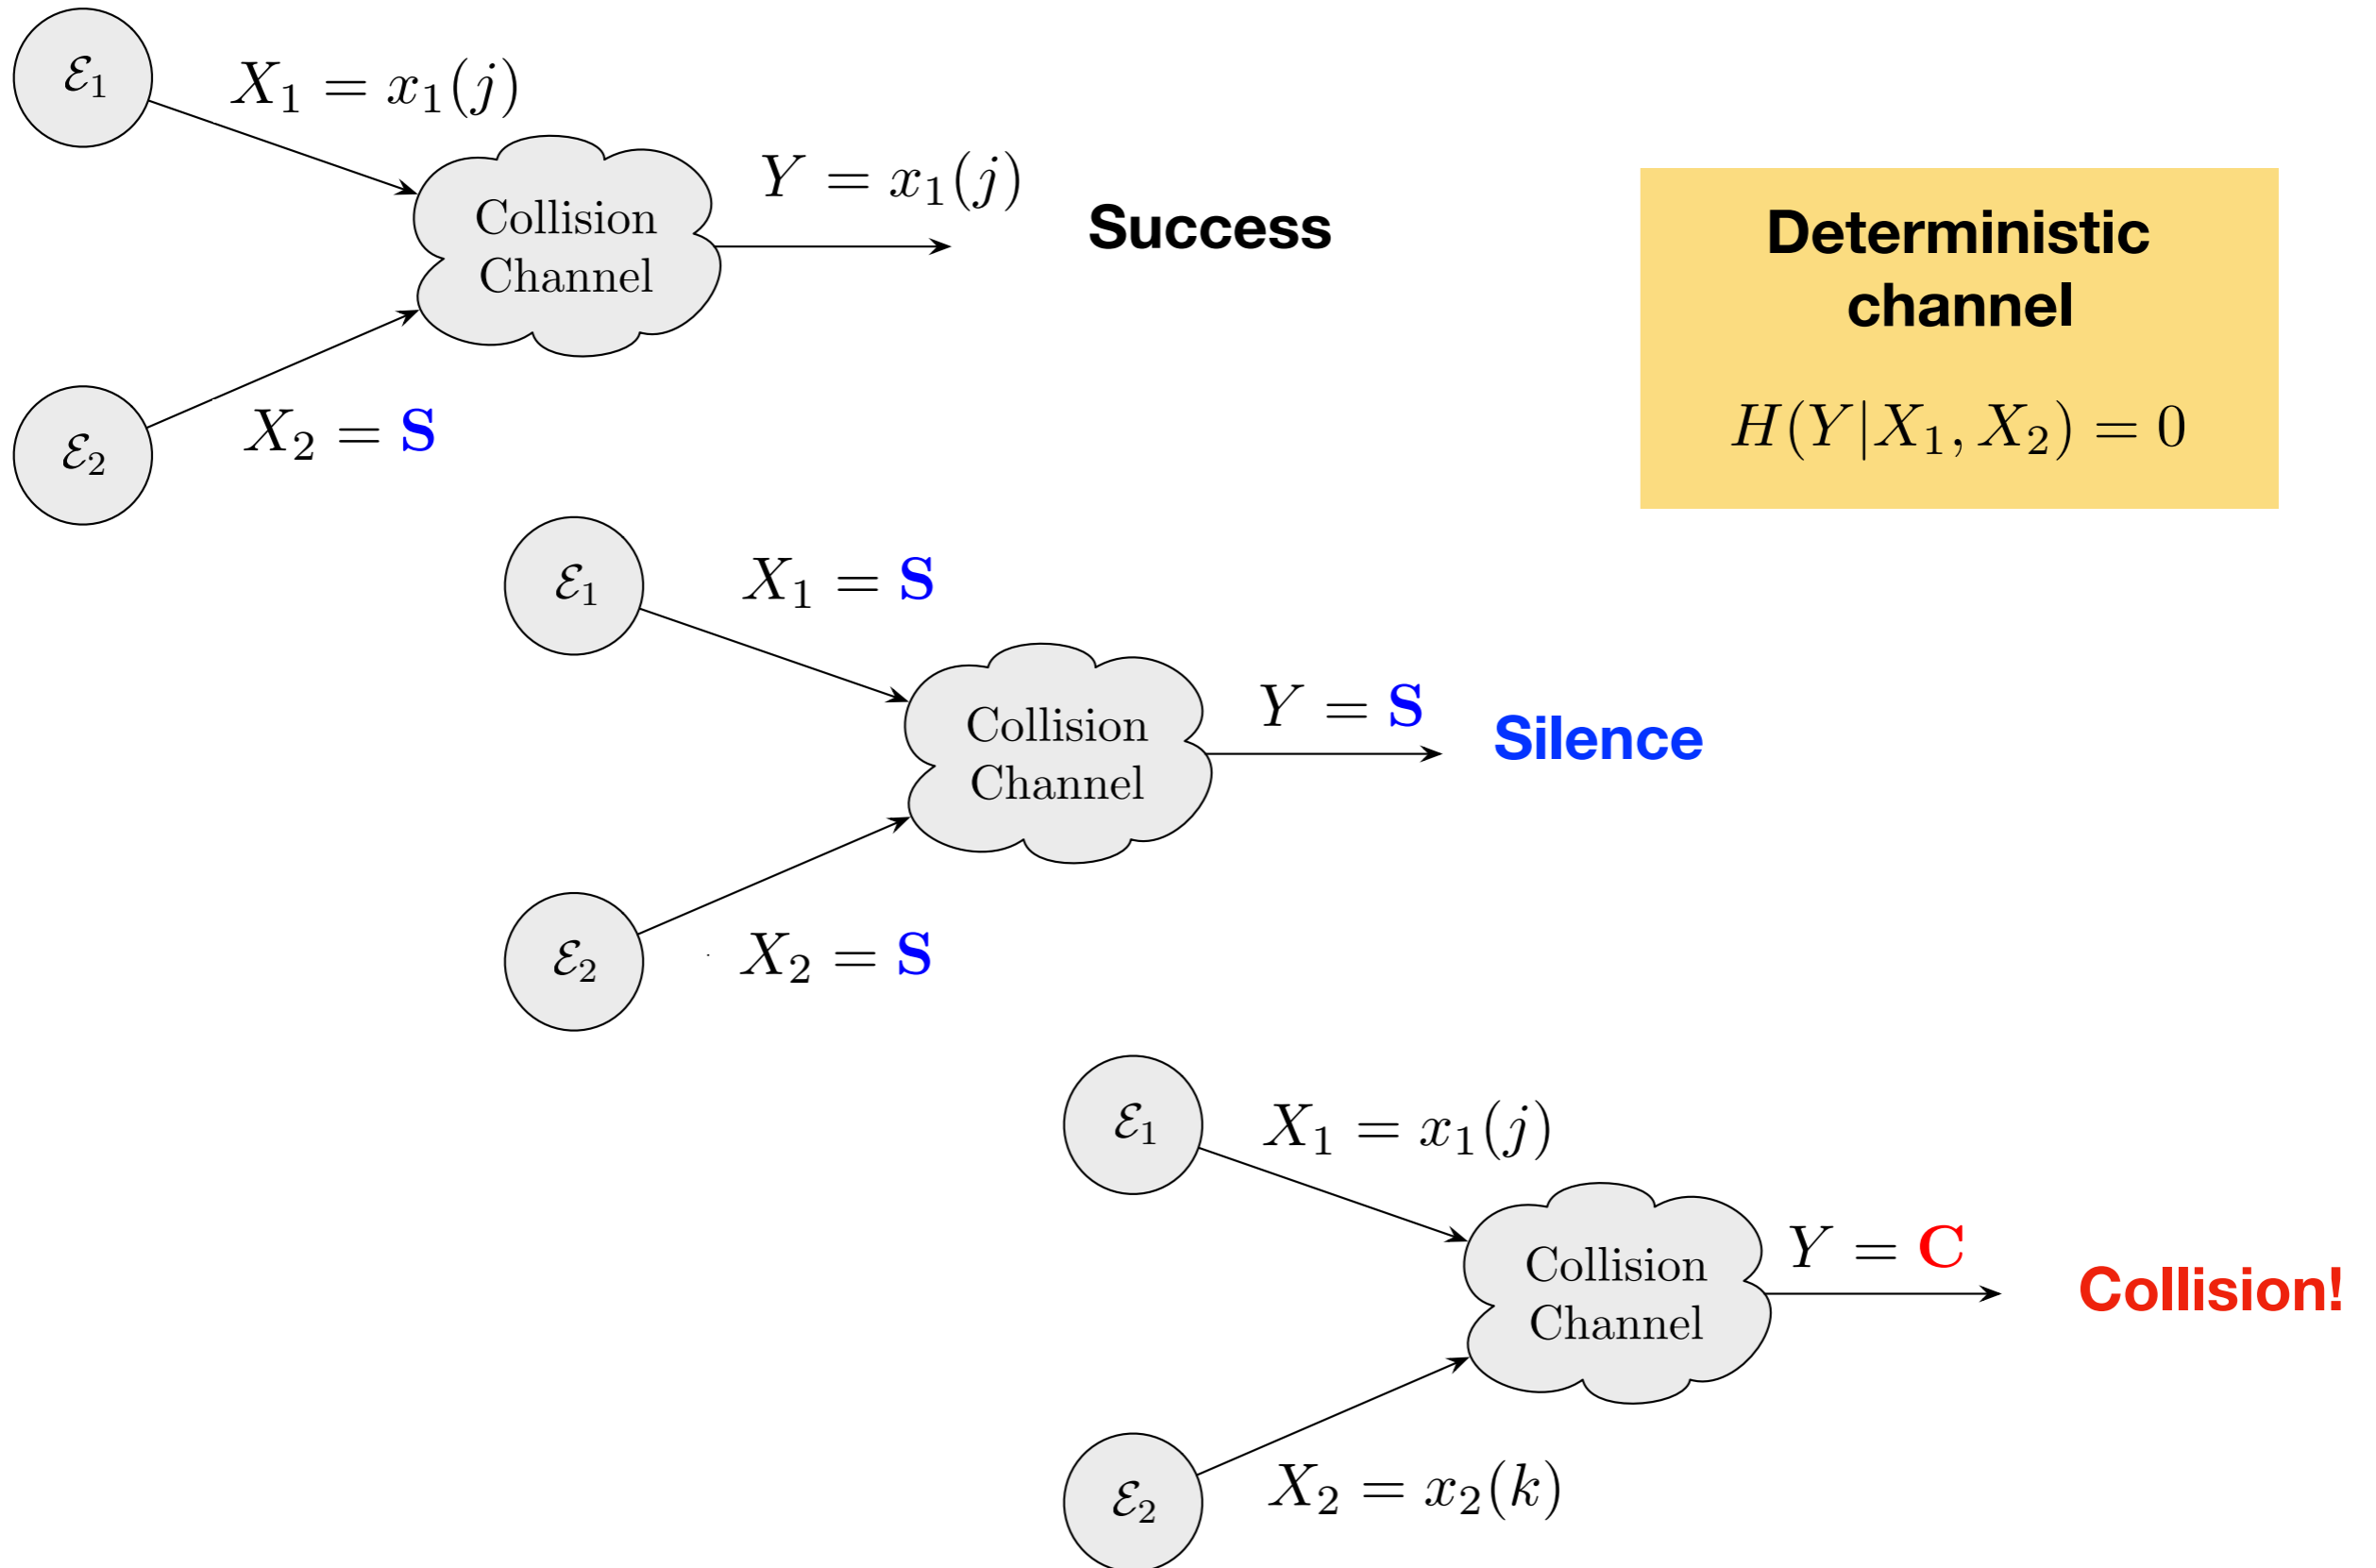 ℰ₁
X₁ = x₁(j)
Collision
Channel
Y = x₁(j)
Success
ℰ₂
X₂ = S
Deterministic
channel
H(Y|X₁, X₂) = 0
ℰ₁
X₁ = S
Collision
Channel
Y = S
Silence
ℰ₂
X₂ = S
ℰ₁
X₁ = x₁(j)
Collision
Channel
Y = C
Collision!
ℰ₂
X₂ = x₂(k)